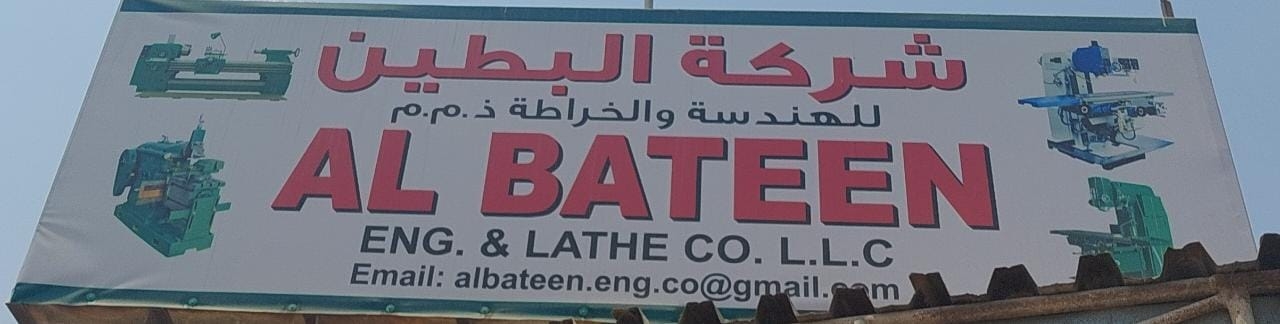 شركة البطين
للهندسة والخراطة ذ.م.م
AL BATEEN
ENG. & LATHE CO. L.L.C
Email: albateen.eng.co@gmail.com